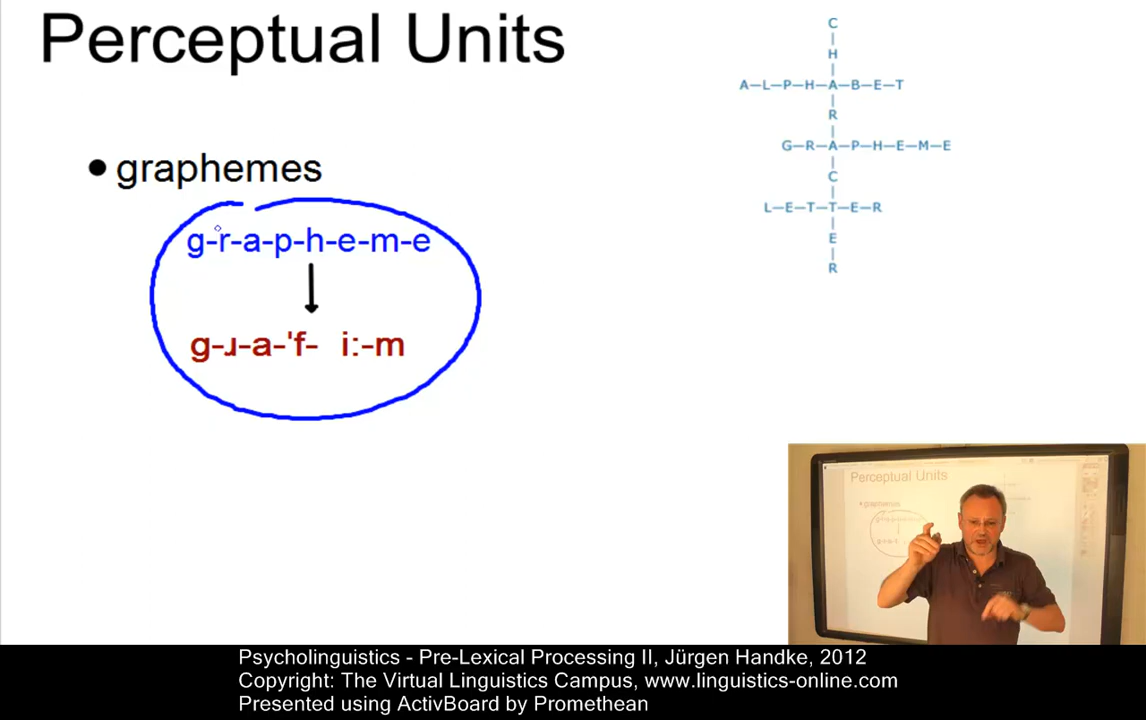 Perceptual Units
C
H
A–L–P–H–A–B–E–T
R
G–R–A–P–H–E–M–E
C
L–E–T–T–E–R
E
R
• graphemes
g-r-a-p-h-e-m-e
g-ɹ-a-'f- i:-m
Perceptual Units
graphemes
Psycholinguistics - Pre-Lexical Processing II, Jürgen Handke, 2012
Copyright: The Virtual Linguistics Campus, www.linguistics-online.com
Presented using ActivBoard by Promethean